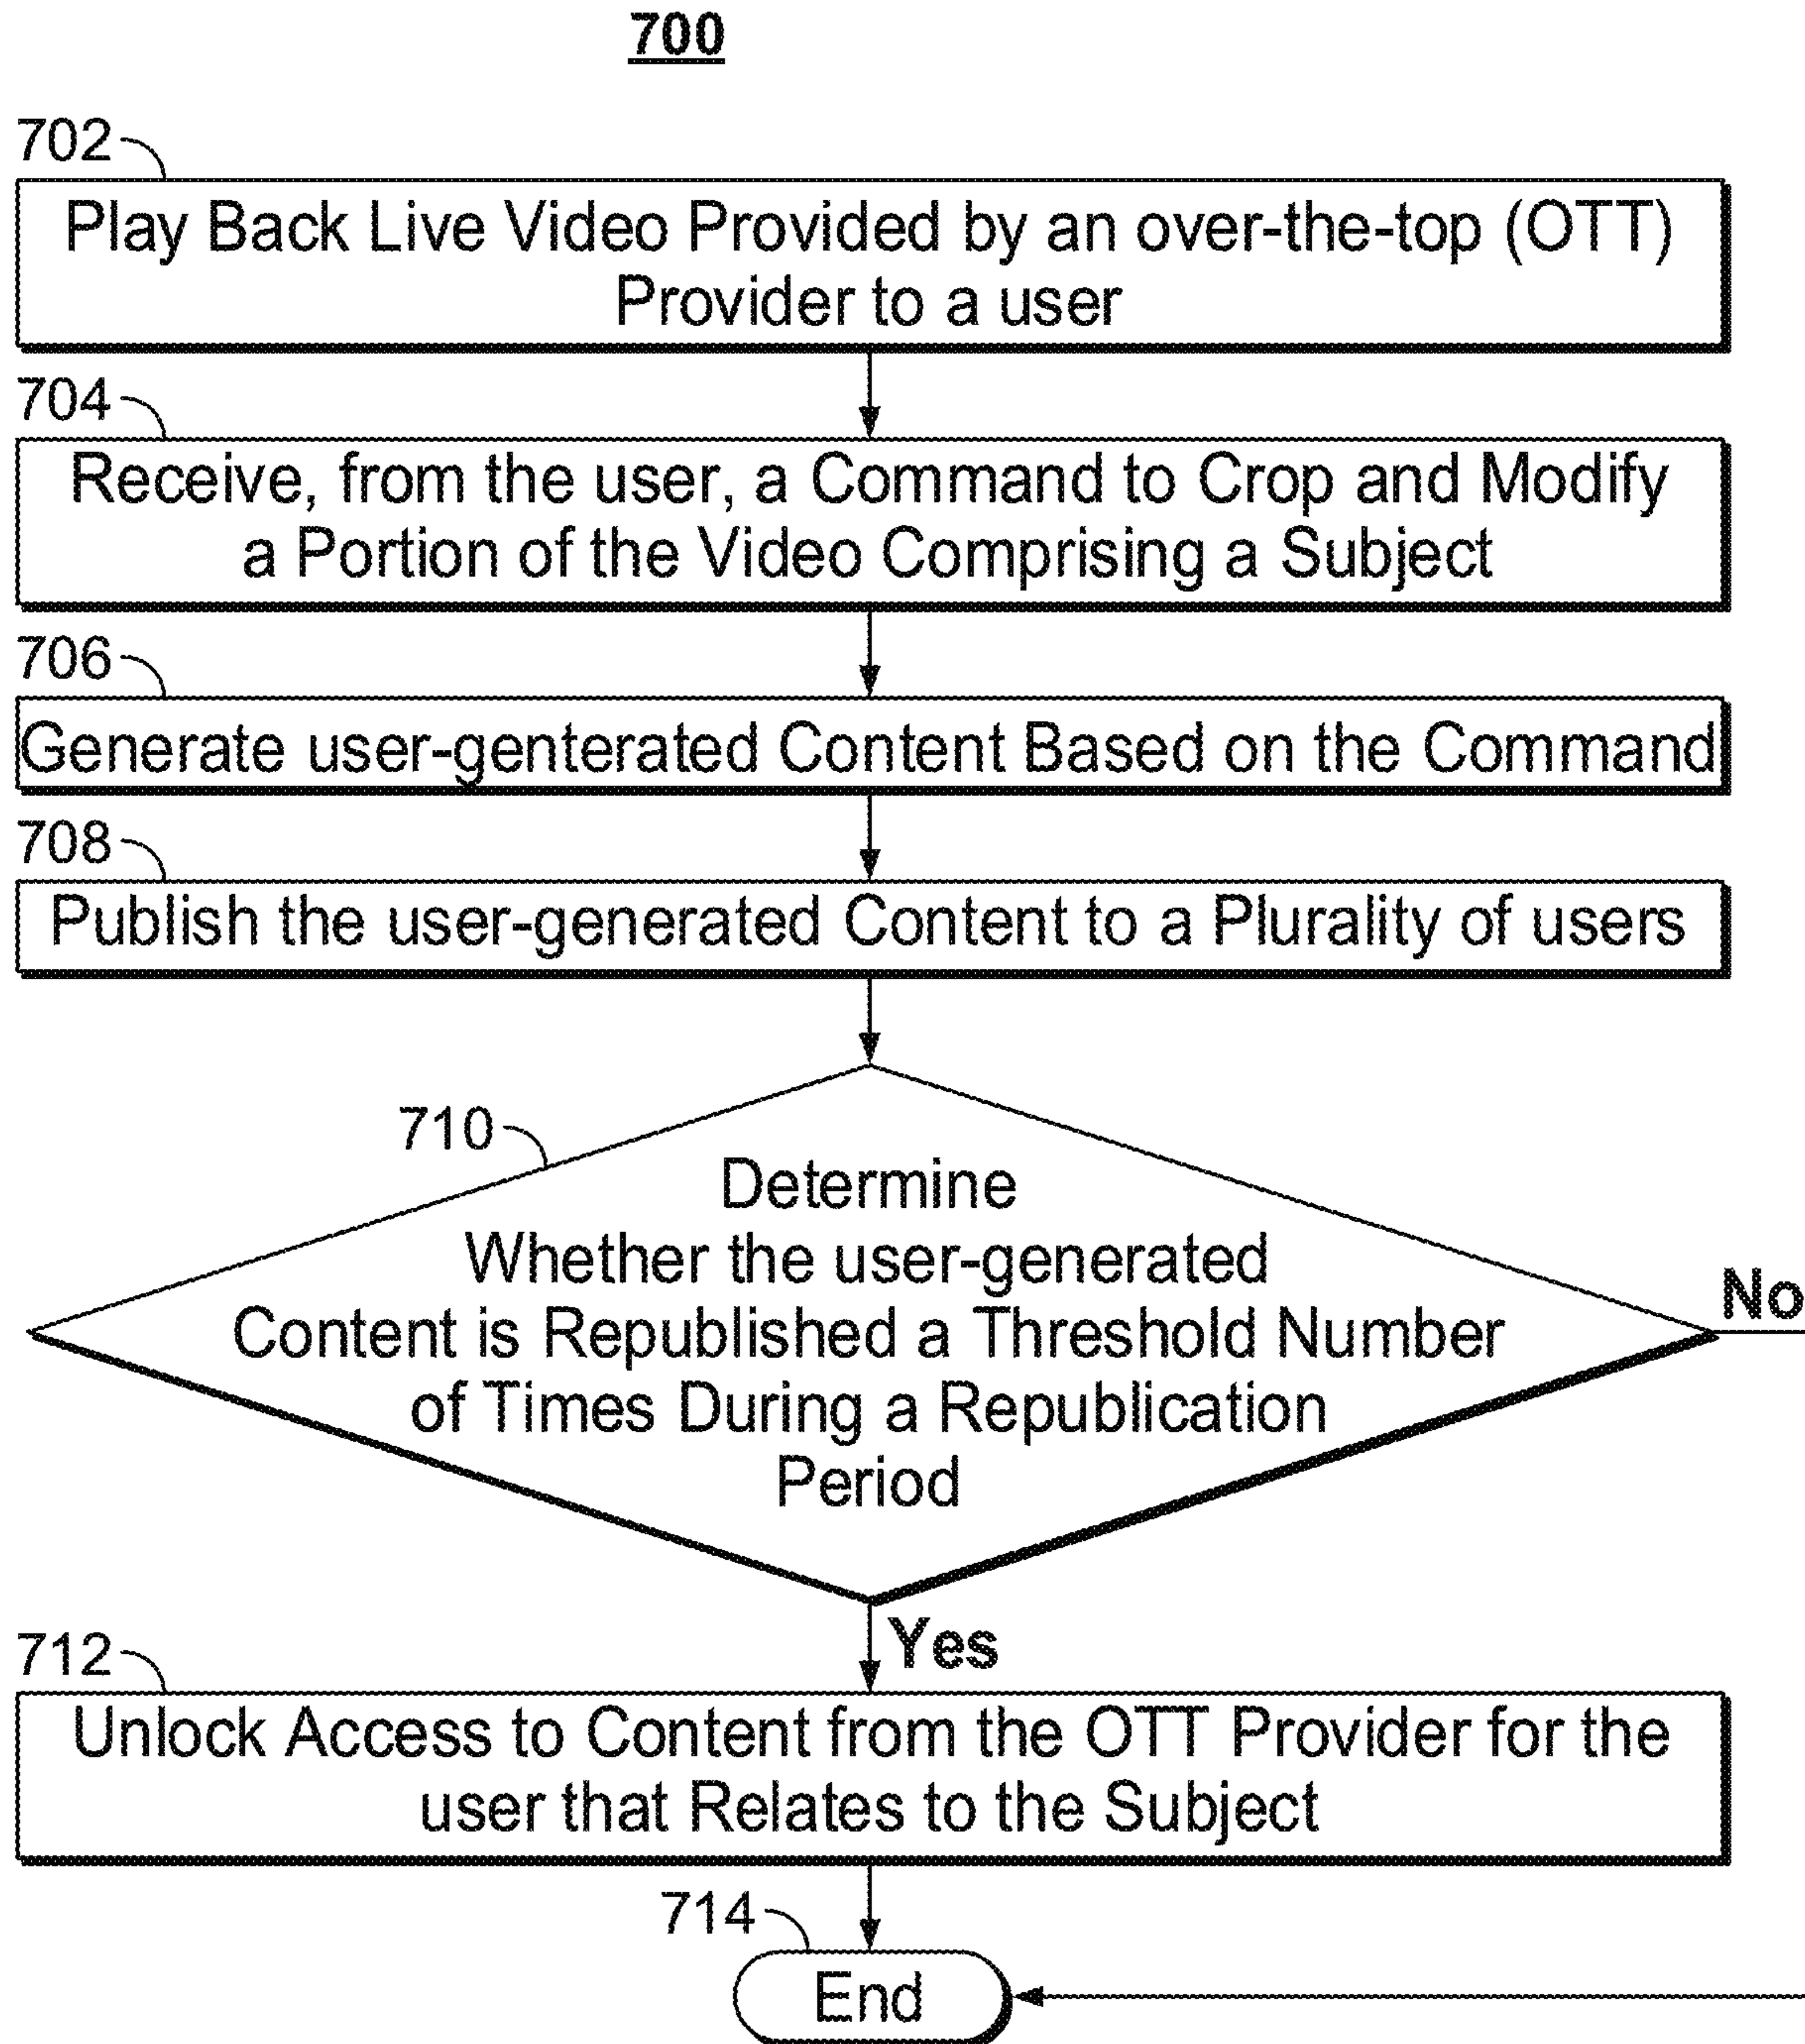 700
702
Play Back Live Video Provided by an over-the-top (OTT)
Provider to a user
704
Receive, from the user, a Command to Crop and Modify
a Portion of the Video Comprising a Subject
706
Generate user-genterated Content Based on the Command
708
Publish the user-generated Content to a Plurality of users
710
Determine
Whether the user-generated
Content is Republished a Threshold Number
of Times During a Republication
Period
No
Yes
712
Unlock Access to Content from the OTT Provider for the
user that Relates to the Subject
714
End